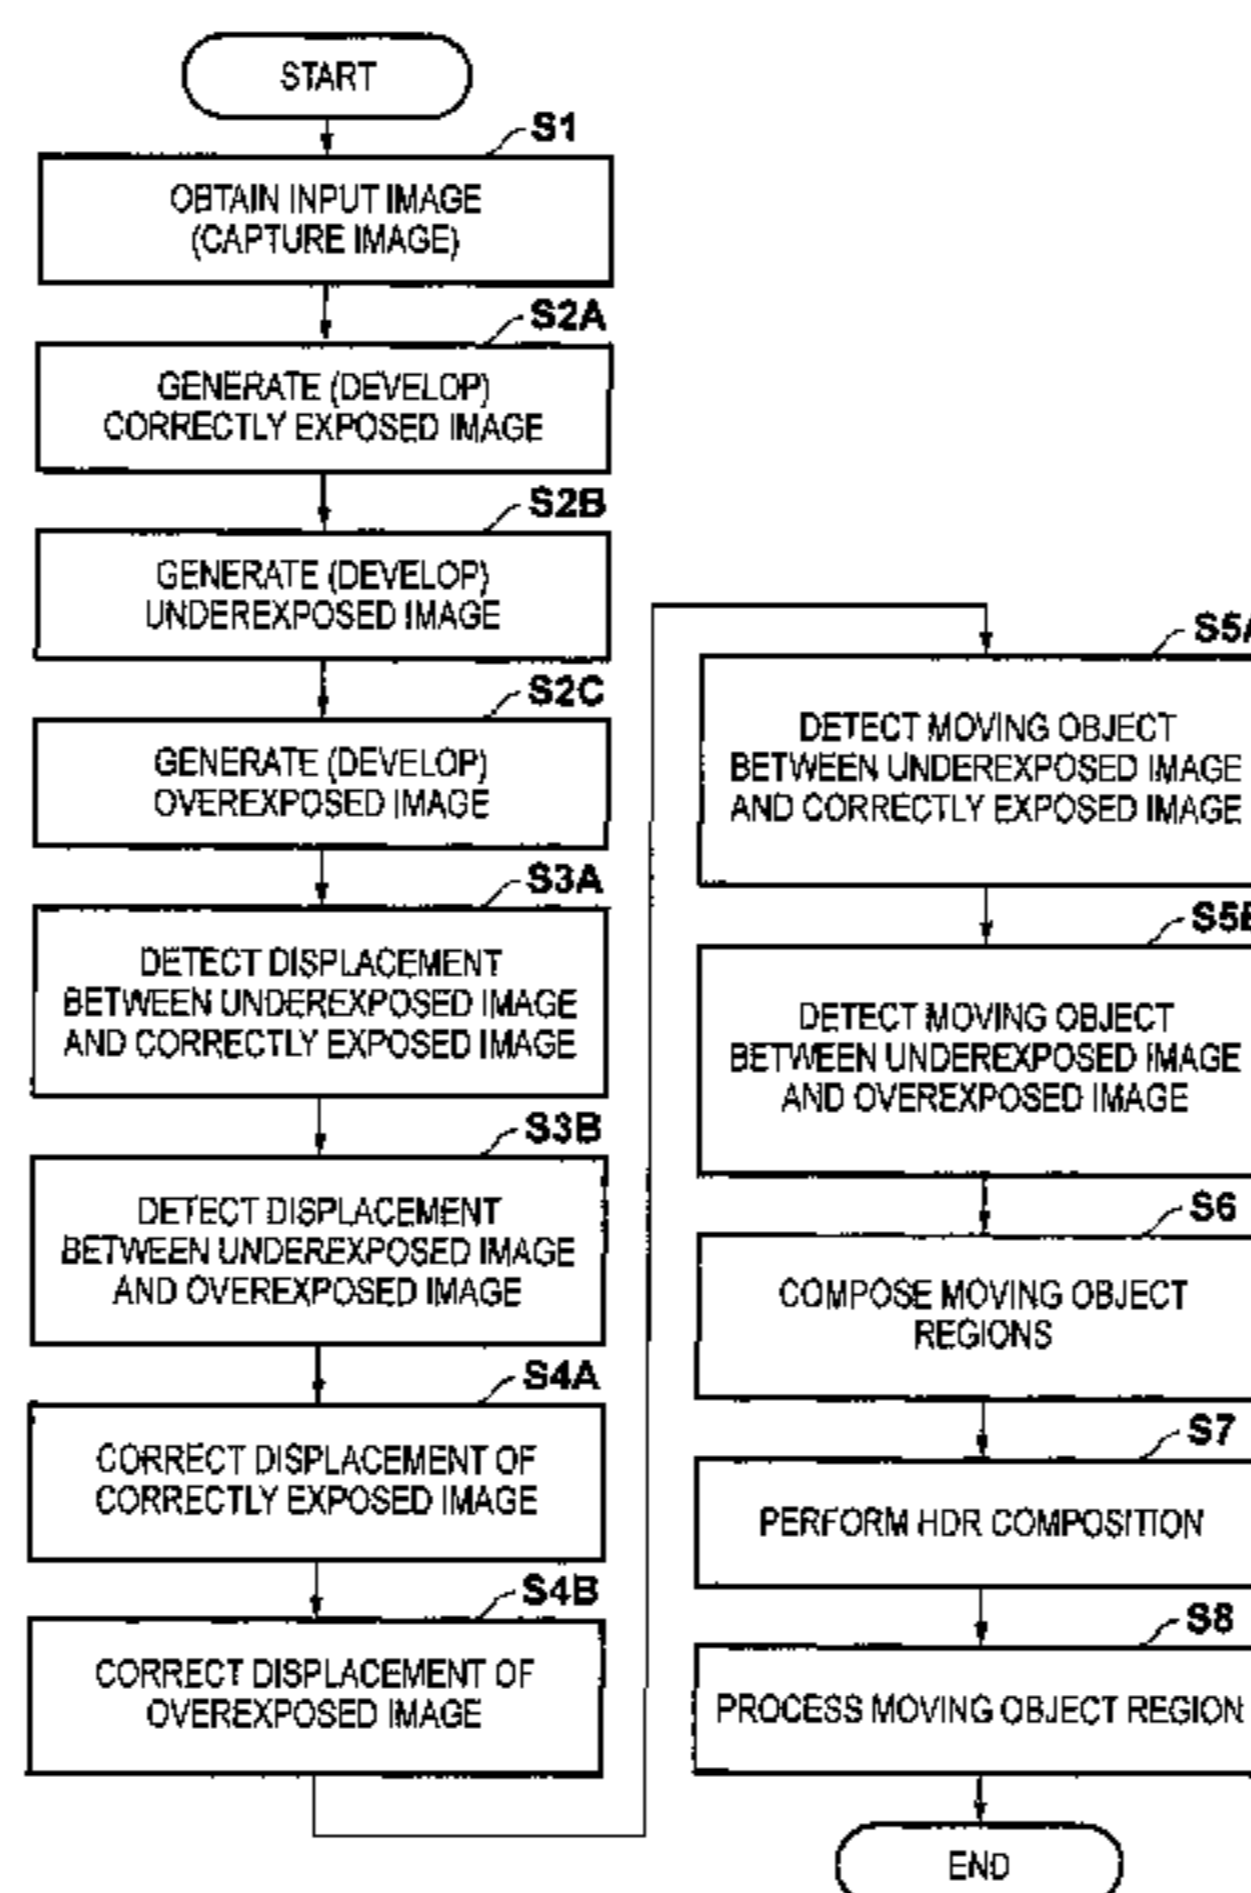 START
S1
OBTAIN INPUT IMAGE
(CAPTURE IMAGE)
S2A
GENERATE (DEVELOP)
CORRECTLY EXPOSED IMAGE
S2B
GENERATE (DEVELOP)
UNDEREXPOSED IMAGE
S2C
GENERATE (DEVELOP)
OVEREXPOSED IMAGE
S3A
DETECT DISPLACEMENT
BETWEEN UNDEREXPOSED IMAGE
AND CORRECTLY EXPOSED IMAGE
S3B
DETECT DISPLACEMENT
BETWEEN UNDEREXPOSED IMAGE
AND OVEREXPOSED IMAGE
S4A
CORRECT DISPLACEMENT OF
CORRECTLY EXPOSED IMAGE
S4B
CORRECT DISPLACEMENT OF
OVEREXPOSED IMAGE
S5A
DETECT MOVING OBJECT
BETWEEN UNDEREXPOSED IMAGE
AND CORRECTLY EXPOSED IMAGE
S5B
DETECT MOVING OBJECT
BETWEEN UNDEREXPOSED IMAGE
AND OVEREXPOSED IMAGE
S6
COMPOSE MOVING OBJECT
REGIONS
S7
PERFORM HDR COMPOSITION
S8
PROCESS MOVING OBJECT REGION
END